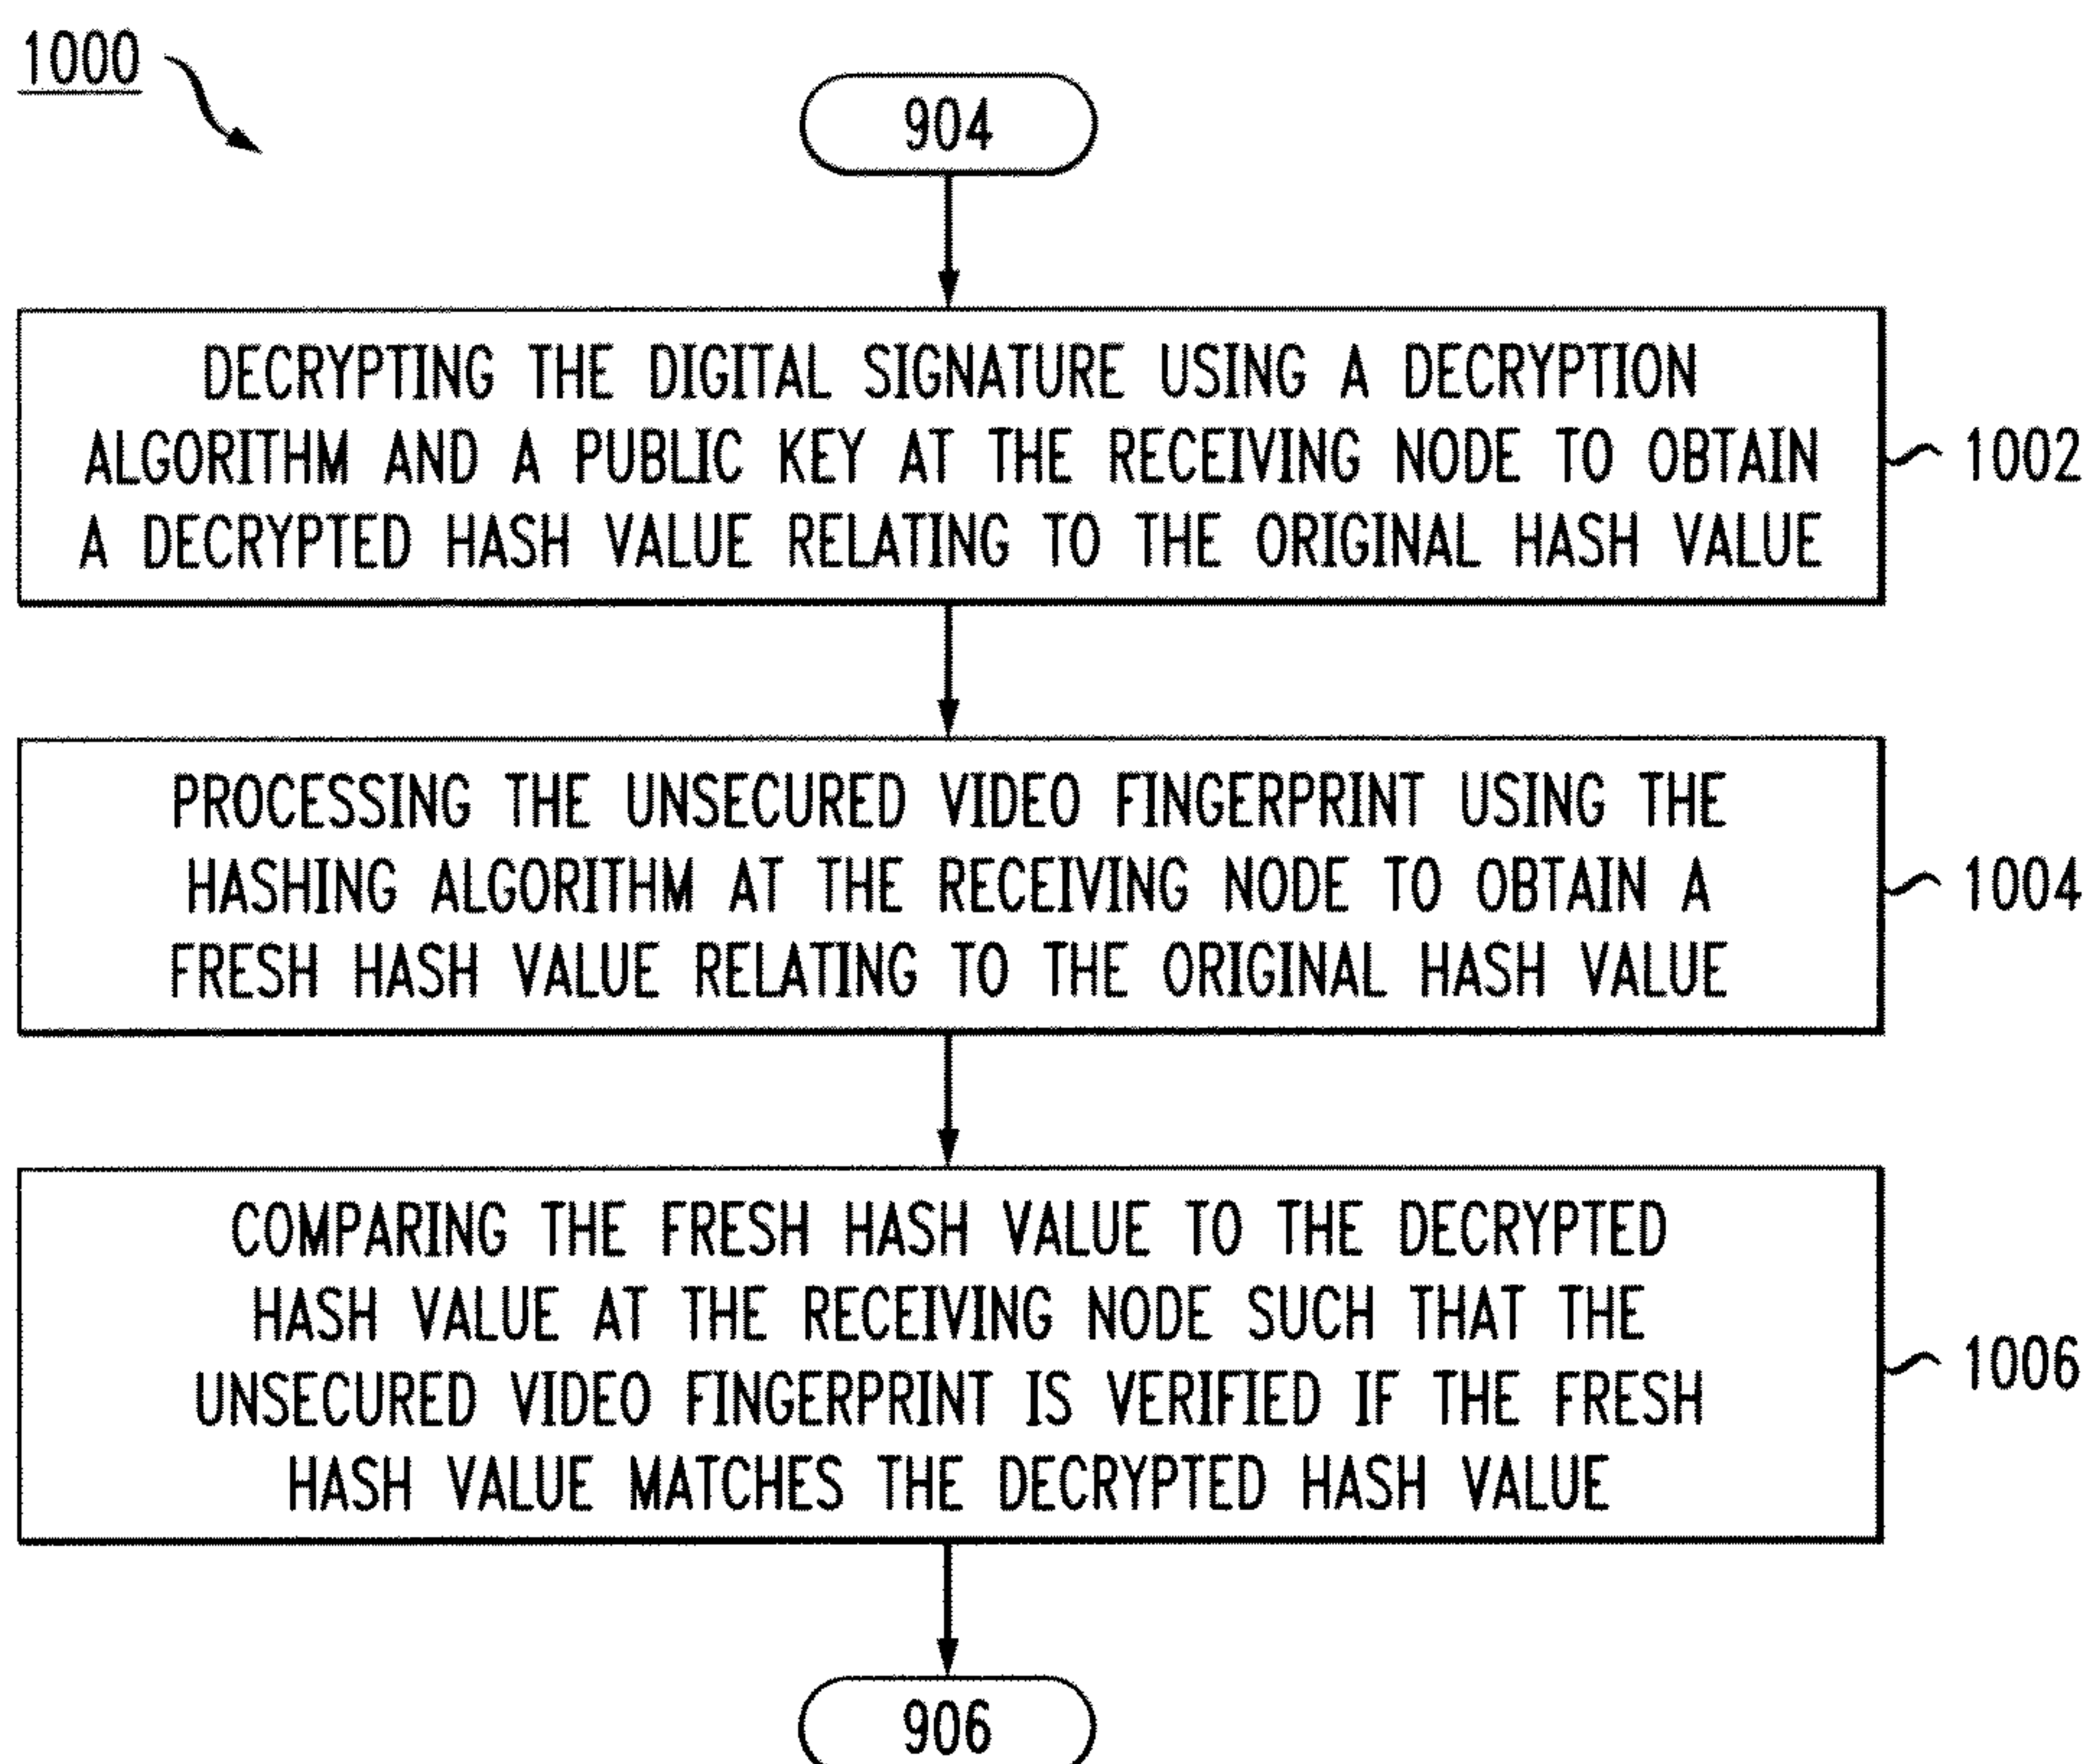 1000
904
DECRYPTING THE DIGITAL SIGNATURE USING A DECRYPTION
ALGORITHM AND A PUBLIC KEY AT THE RECEIVING NODE TO OBTAIN
A DECRYPTED HASH VALUE RELATING TO THE ORIGINAL HASH VALUE
1002
PROCESSING THE UNSECURED VIDEO FINGERPRINT USING THE
HASHING ALGORITHM AT THE RECEIVING NODE TO OBTAIN A
FRESH HASH VALUE RELATING TO THE ORIGINAL HASH VALUE
1004
COMPARING THE FRESH HASH VALUE TO THE DECRYPTED
HASH VALUE AT THE RECEIVING NODE SUCH THAT THE
UNSECURED VIDEO FINGERPRINT IS VERIFIED IF THE FRESH
HASH VALUE MATCHES THE DECRYPTED HASH VALUE
1006
906